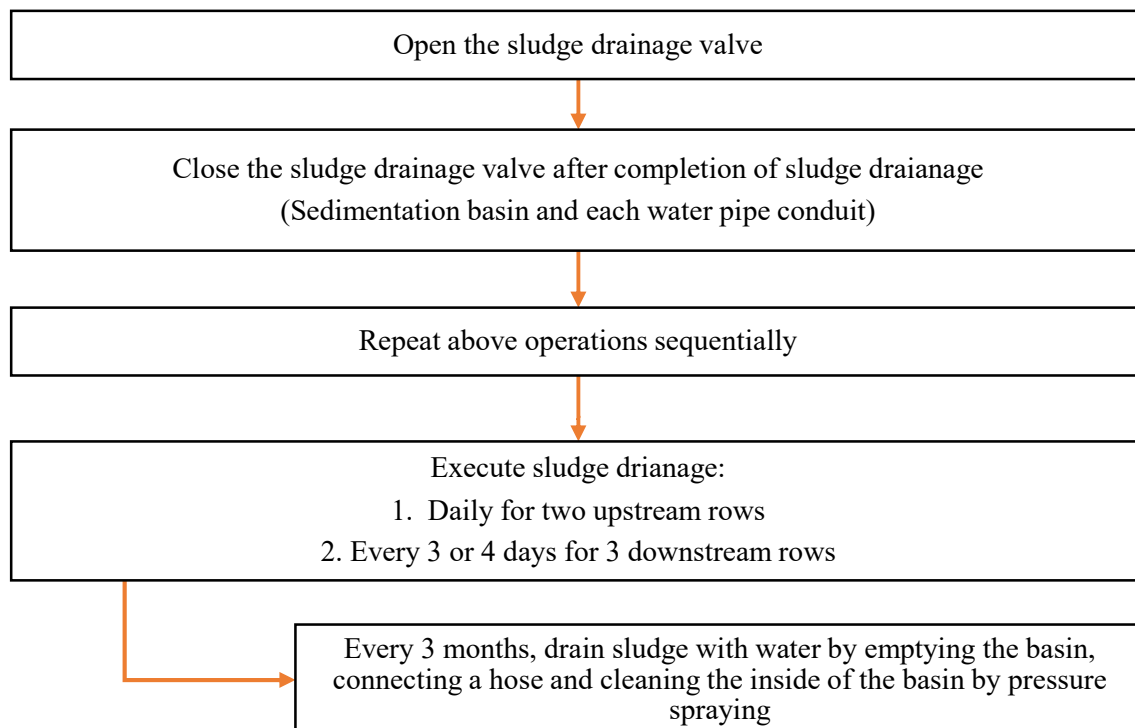 Open the sludge drainage valve
Close the sludge drainage valve after completion of sludge draianage
(Sedimentation basin and each water pipe conduit)
Repeat above operations sequentially
Execute sludge drianage:
1. Daily for two upstream rows
2. Every 3 or 4 days for 3 downstream rows
Every 3 months, drain sludge with water by emptying the basin,
connecting a hose and cleaning the inside of the basin by pressure
spraying